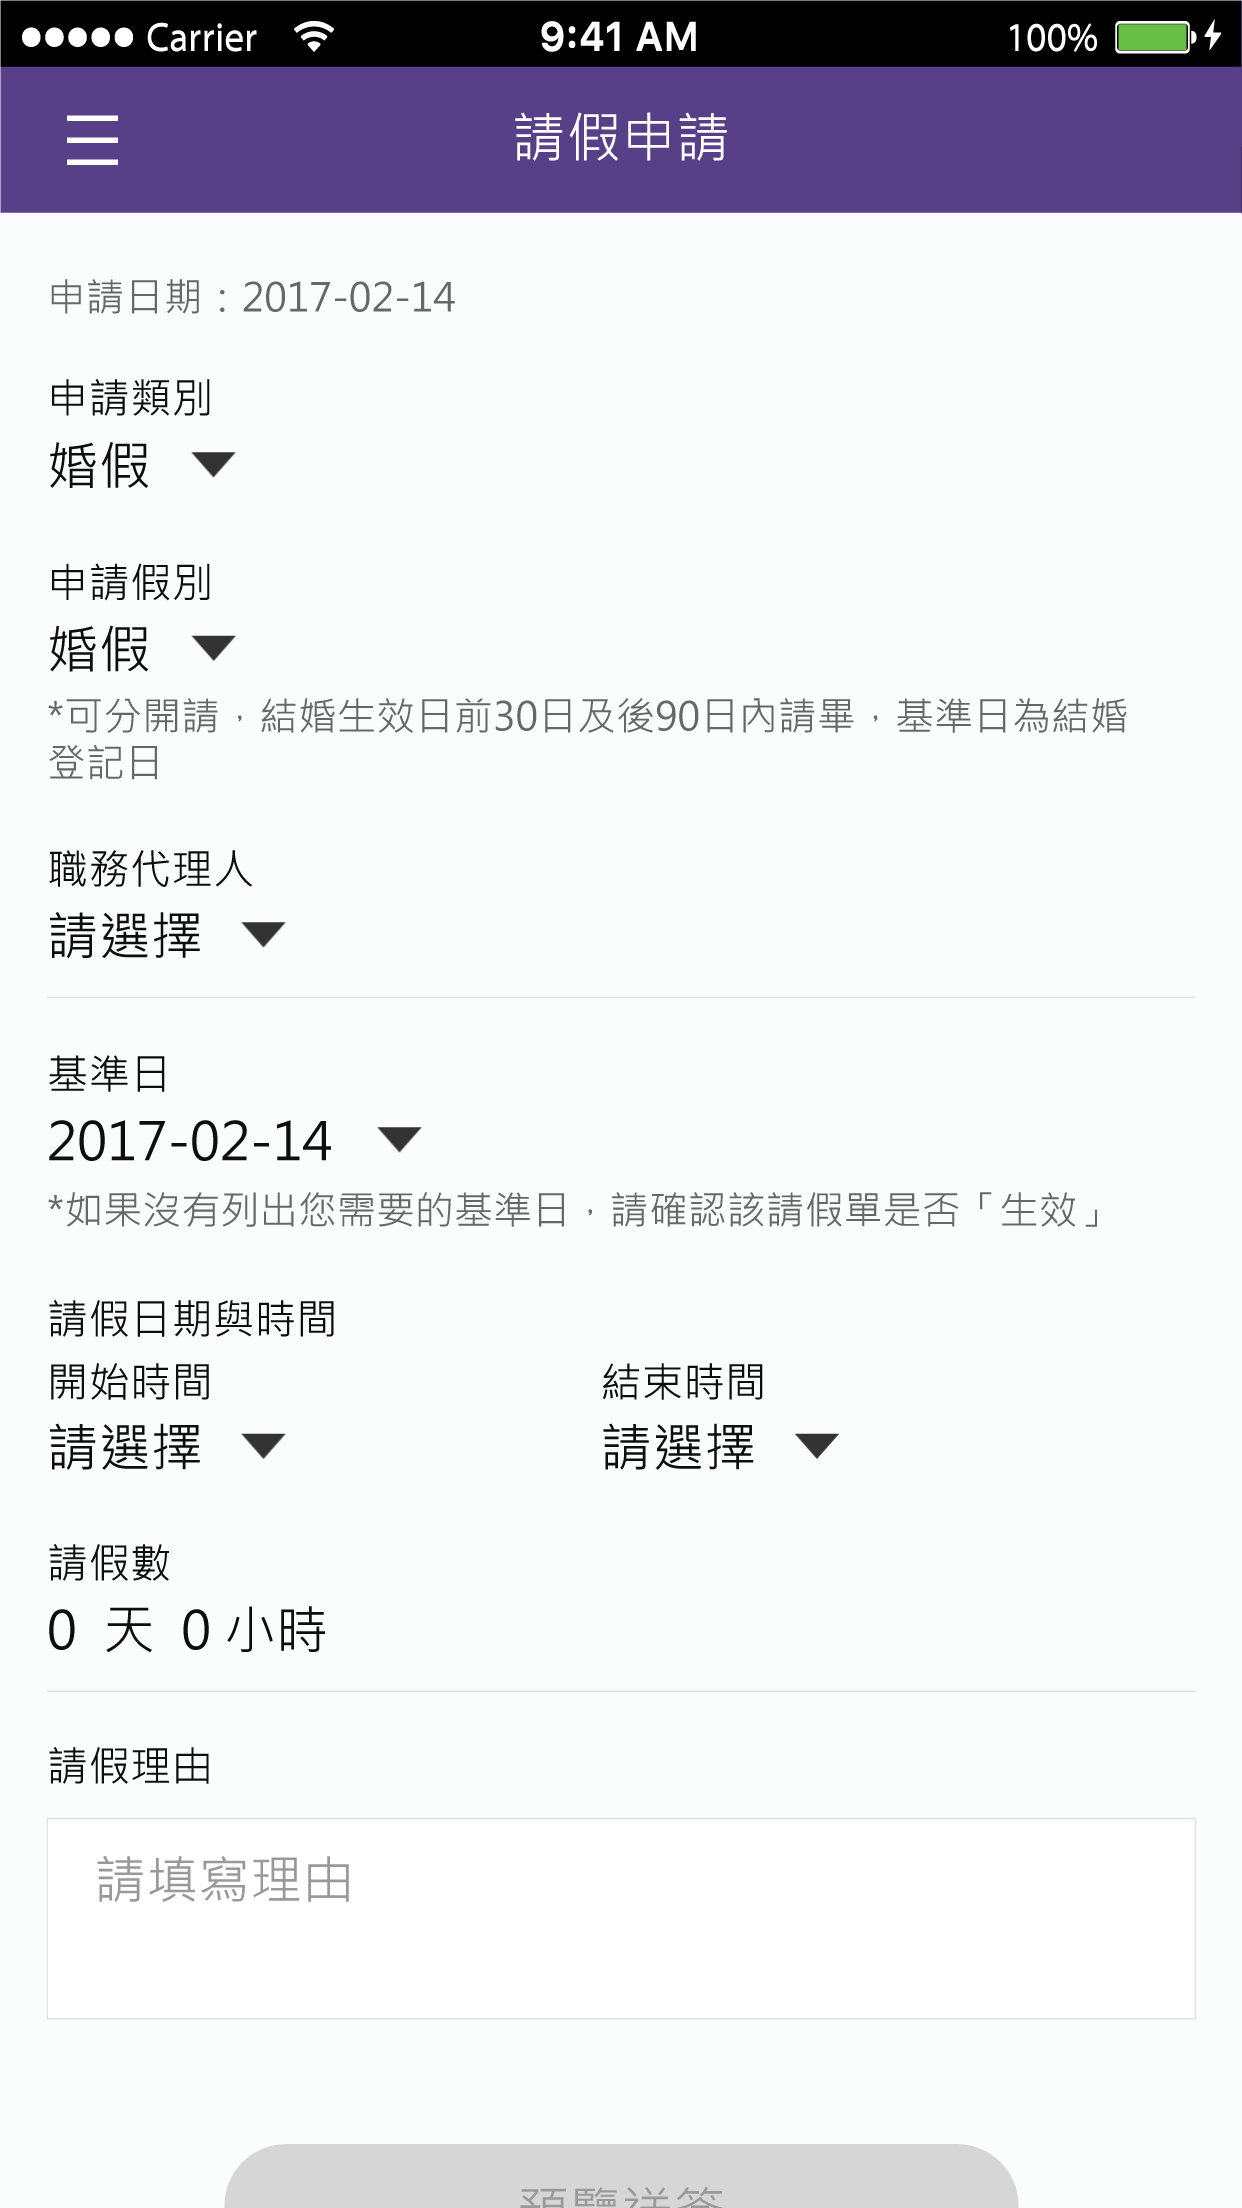 Carrier 9:41 AM 100%
請假申請
申請日期：2017-02-14
申請類別
婚假
申請假別
婚假
*可分開請，結婚生效日前30日及後90日內請畢，基準日為結婚
登記日
職務代理人
請選擇
基準日
2017-02-14
*如果沒有列出您需要的基準日，請確認該請假單是否「生效」
請假日期與時間
開始時間 結束時間
請選擇 請選擇
請假數
0 天 0 小時
請假理由
請填寫理由
預覽送簽